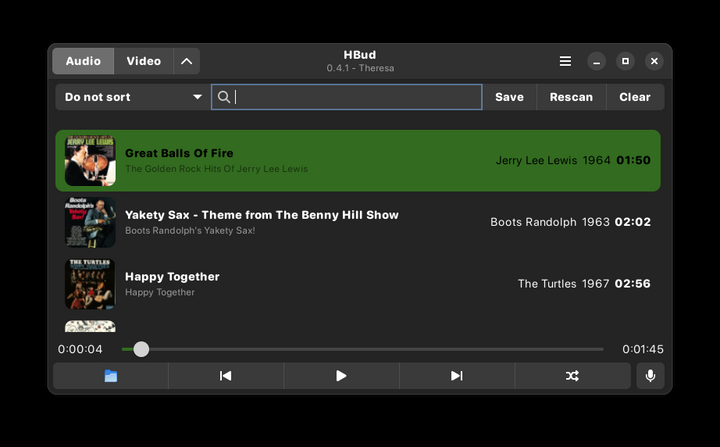 Audio Video
HBud
0.4.1 - Theresa
Do not sort
Save Rescan Clear
JERRY LEE LEWIS
Great Balls Of Fire
The Golden Rock Hits Of Jerry Lee Lewis
Jerry Lee Lewis 1964 01:50
Boots
Randolph's
Yakety Sax!
Yakety Sax - Theme from The Benny Hill Show
Boots Randolph's Yakety Sax!
Boots Randolph 1963 02:02
THE TURTLES
HAPPY TOGETHER
Happy Together
Happy Together
The Turtles 1967 02:56
0:00:04 0:01:45